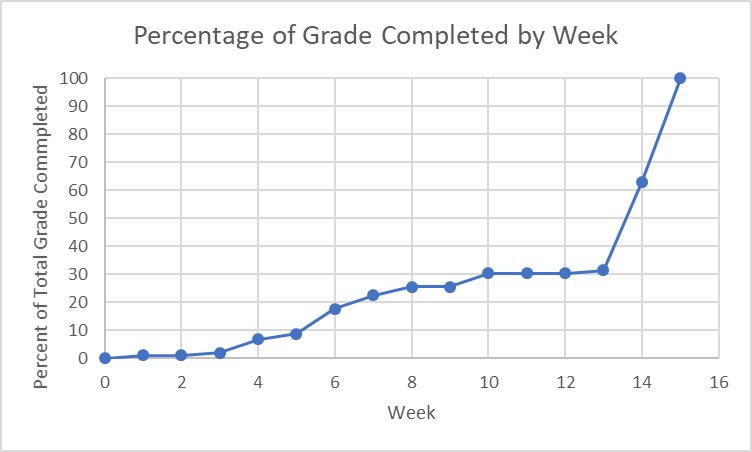 Percentage of Grade Completed by Week
Percent of Total Grade Commpleted
100
90
80
70
60
50
40
30
20
10
0
0 2 4 6 8 10 12 14 16
Week